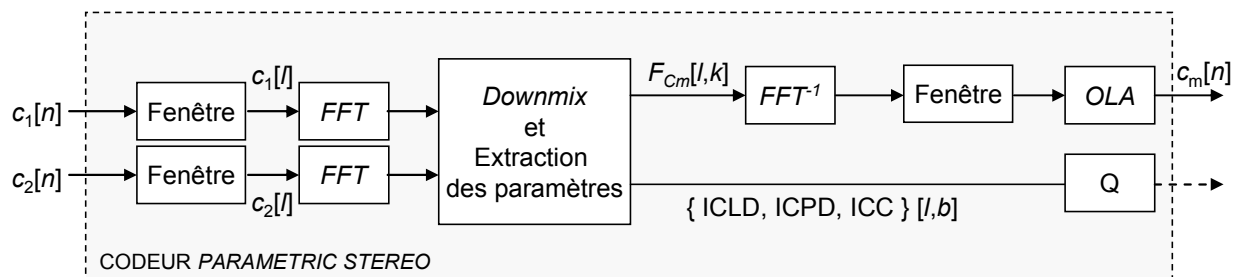 c1[n]
Fenêtre
c1[l]
FFT
c2[n]
Fenêtre
c2[l]
FFT
Downmix
et
Extraction
des paramètres
FCm[l,k]
FFT-1
Fenêtre
OLA
cm[n]
{ ICLD, ICPD, ICC } [l,b]
Q
CODEUR PARAMETRIC STEREO